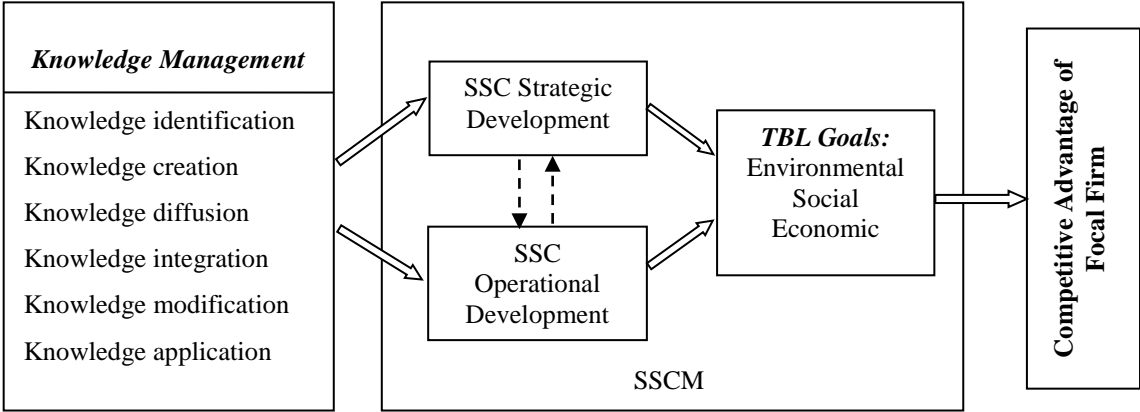 Knowledge Management
Knowledge identification
Knowledge creation
Knowledge diffusion
Knowledge integration
Knowledge modification
Knowledge application
SSC Strategic
Development
SSC
Operational
Development
TBL Goals:
Environmental
Social
Economic
SSCM
Competitive Advantage of
Focal Firm